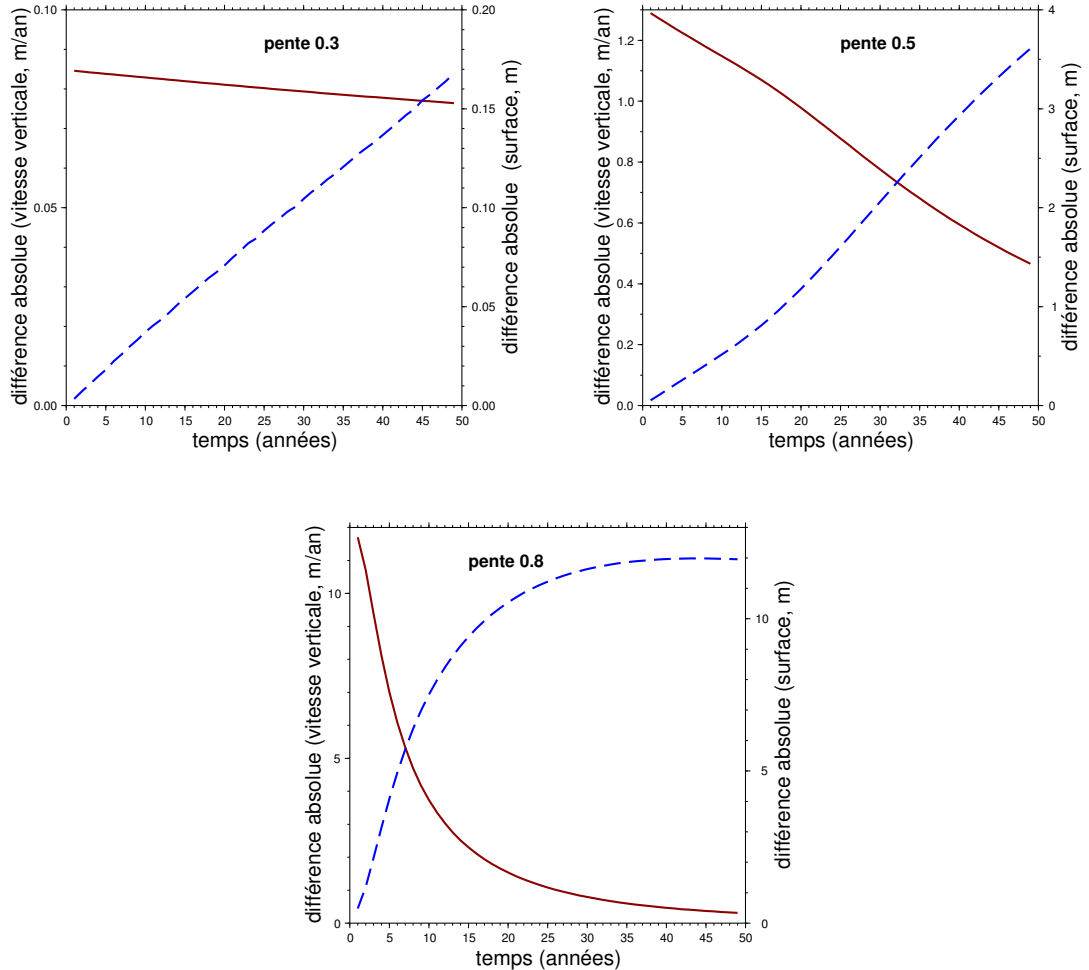 pente 0.3
différence absolue (vitesse verticale, m/an)
0.10
0.05
0.00
différence absolue (surface, m)
0.20
0.15
0.10
0.05
0.00
0 5 10 15 20 25 30 35 40 45 50
temps (années)
pente 0.5
différence absolue (vitesse verticale, m/an)
1.2
1.0
0.8
0.6
0.4
0.2
0.0
différence absolue (surface, m)
4
3
2
1
0
0 5 10 15 20 25 30 35 40 45 50
temps (années)
pente 0.8
différence absolue (vitesse verticale, m/an)
10
5
0
différence absolue (surface, m)
10
5
0
0 5 10 15 20 25 30 35 40 45 50
temps (années)